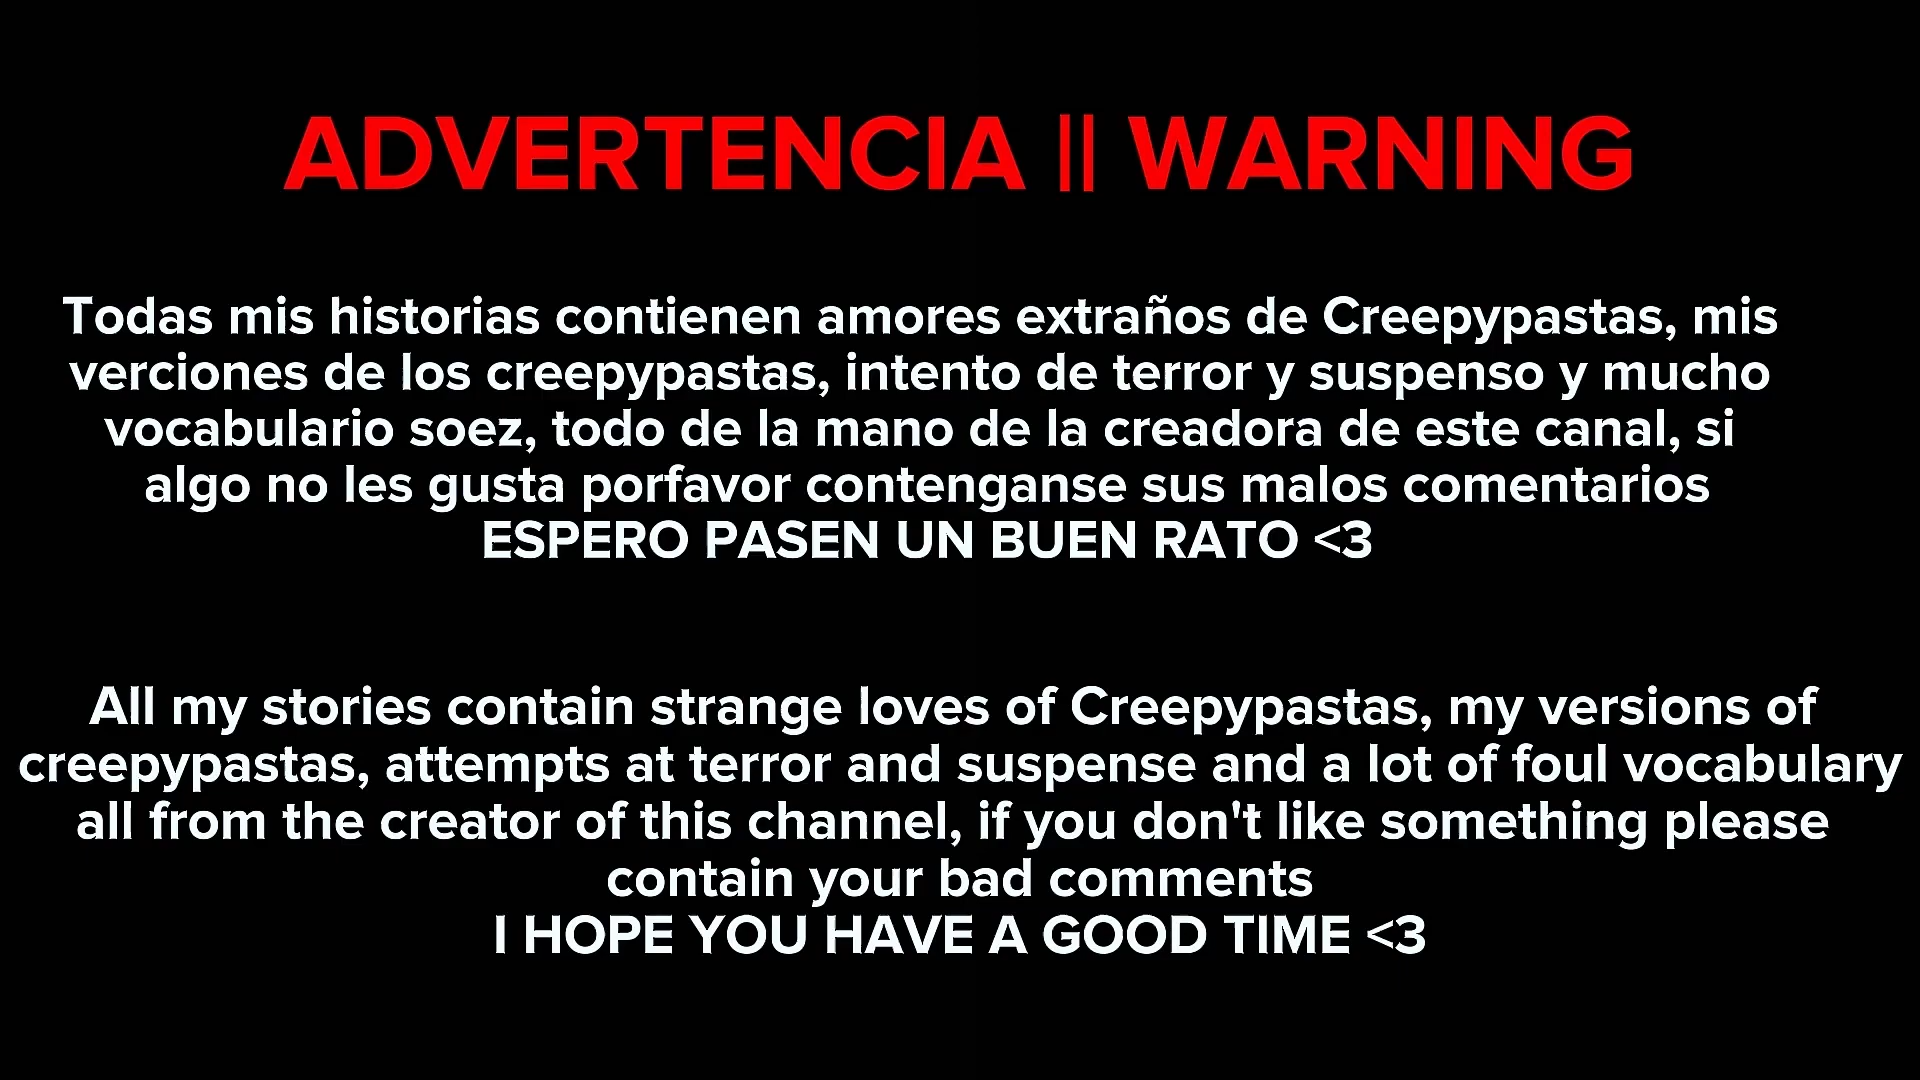 ADVERTENCIA || WARNING
Todas mis historias contienen amores extraños de Creepypastas, mis
verciones de los creepypastas, intento de terror y suspenso y mucho
vocabulario soez, todo de la mano de la creadora de este canal, si
algo no les gusta porfavor contenganse sus malos comentarios
ESPERO PASEN UN BUEN RATO <3
All my stories contain strange loves of Creepypastas, my versions of
creepypastas, attempts at terror and suspense and a lot of foul vocabulary
all from the creator of this channel, if you don't like something please
contain your bad comments
I HOPE YOU HAVE A GOOD TIME <3